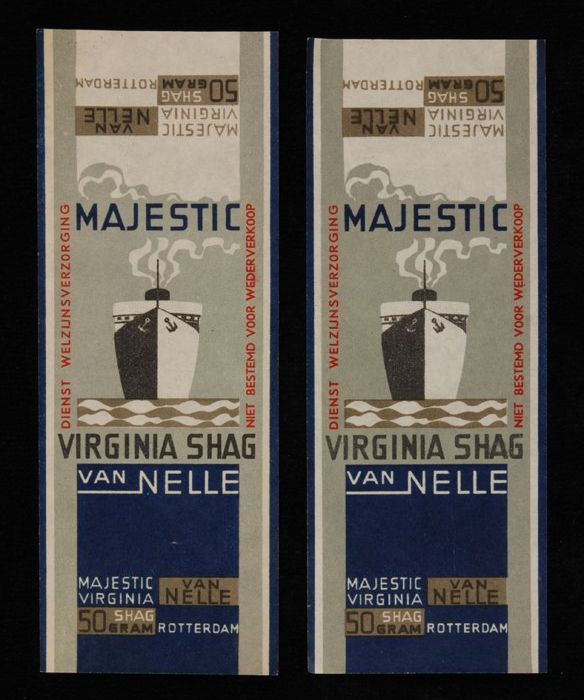 MAJESTIC VAN
VIRGINIA NELLE
SHAG 50
ROTTERDAM GRAM
MAJESTIC
DIENST WELZIJNSVERZORGING
NIET BESTEMD VOOR WEDERVERKOOP
VIRGINIA SHAG
VAN NELLE
MAJESTIC VAN
VIRGINIA NELLE
50 SHAG
GRAM ROTTERDAM
MAJESTIC VAN
VIRGINIA NELLE
SHAG 50
ROTTERDAM GRAM
MAJESTIC
DIENST WELZIJNSVERZORGING
NIET BESTEMD VOOR WEDERVERKOOP
VIRGINIA SHAG
VAN NELLE
MAJESTIC VAN
VIRGINIA NELLE
50 SHAG
GRAM ROTTERDAM